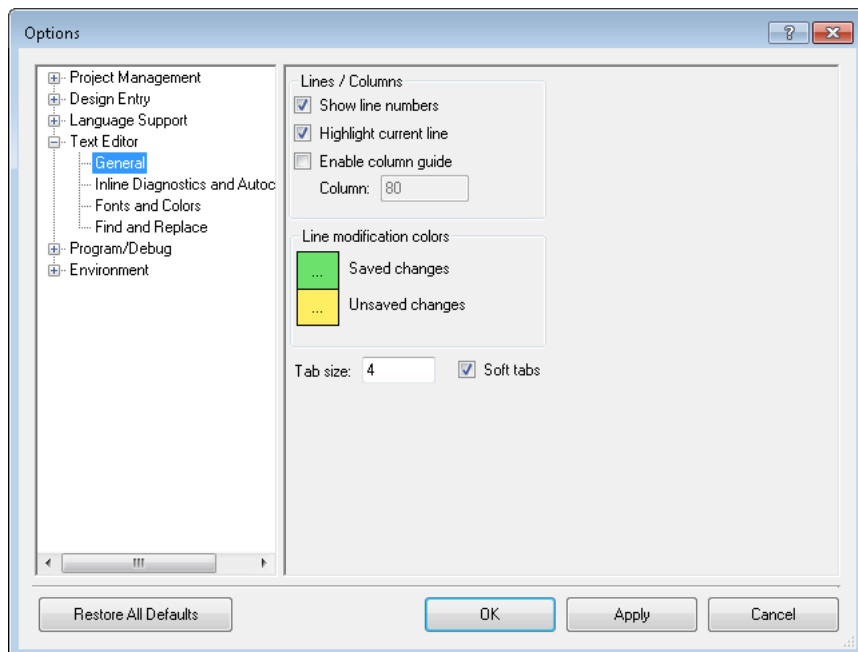 Options
Project Management
Design Entry
Language Support
Text Editor
General
Inline Diagnostics and Autoc
Fonts and Colors
Find and Replace
Program/Debug
Environment
Lines / Columns
Show line numbers
Highlight current line
Enable column guide
Column: 80
Line modification colors
... Saved changes
... Unsaved changes
Tab size: 4 Soft tabs
Restore All Defaults OK Apply Cancel